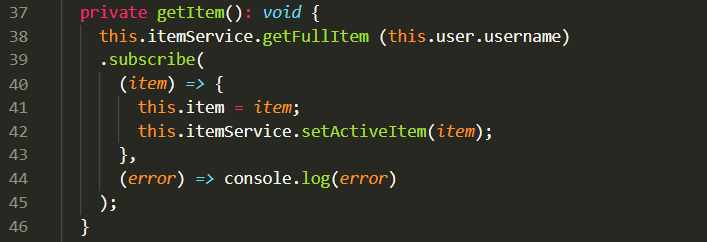 37 private getItem(): void {
38 this.itemService.getFullItem (this.user.username)
39 .subscribe(
40 (item) => {
41 this.item = item;
42 this.itemService.setActiveItem(item);
43 },
44 (error) => console.log(error)
45 );
46 }